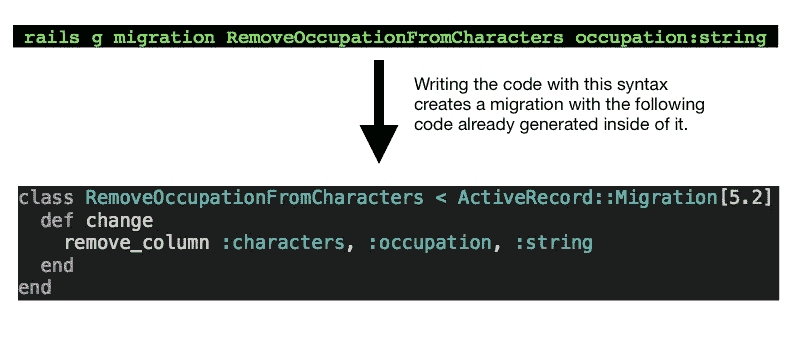 rails g migration RemoveOccupationFromCharacters occupation:string
Writing the code with this syntax
creates a migration with the following
code already generated inside of it.
class RemoveOccupationFromCharacters < ActiveRecord::Migration[5.2]
  def change
    remove_column :characters, :occupation, :string
  end
end